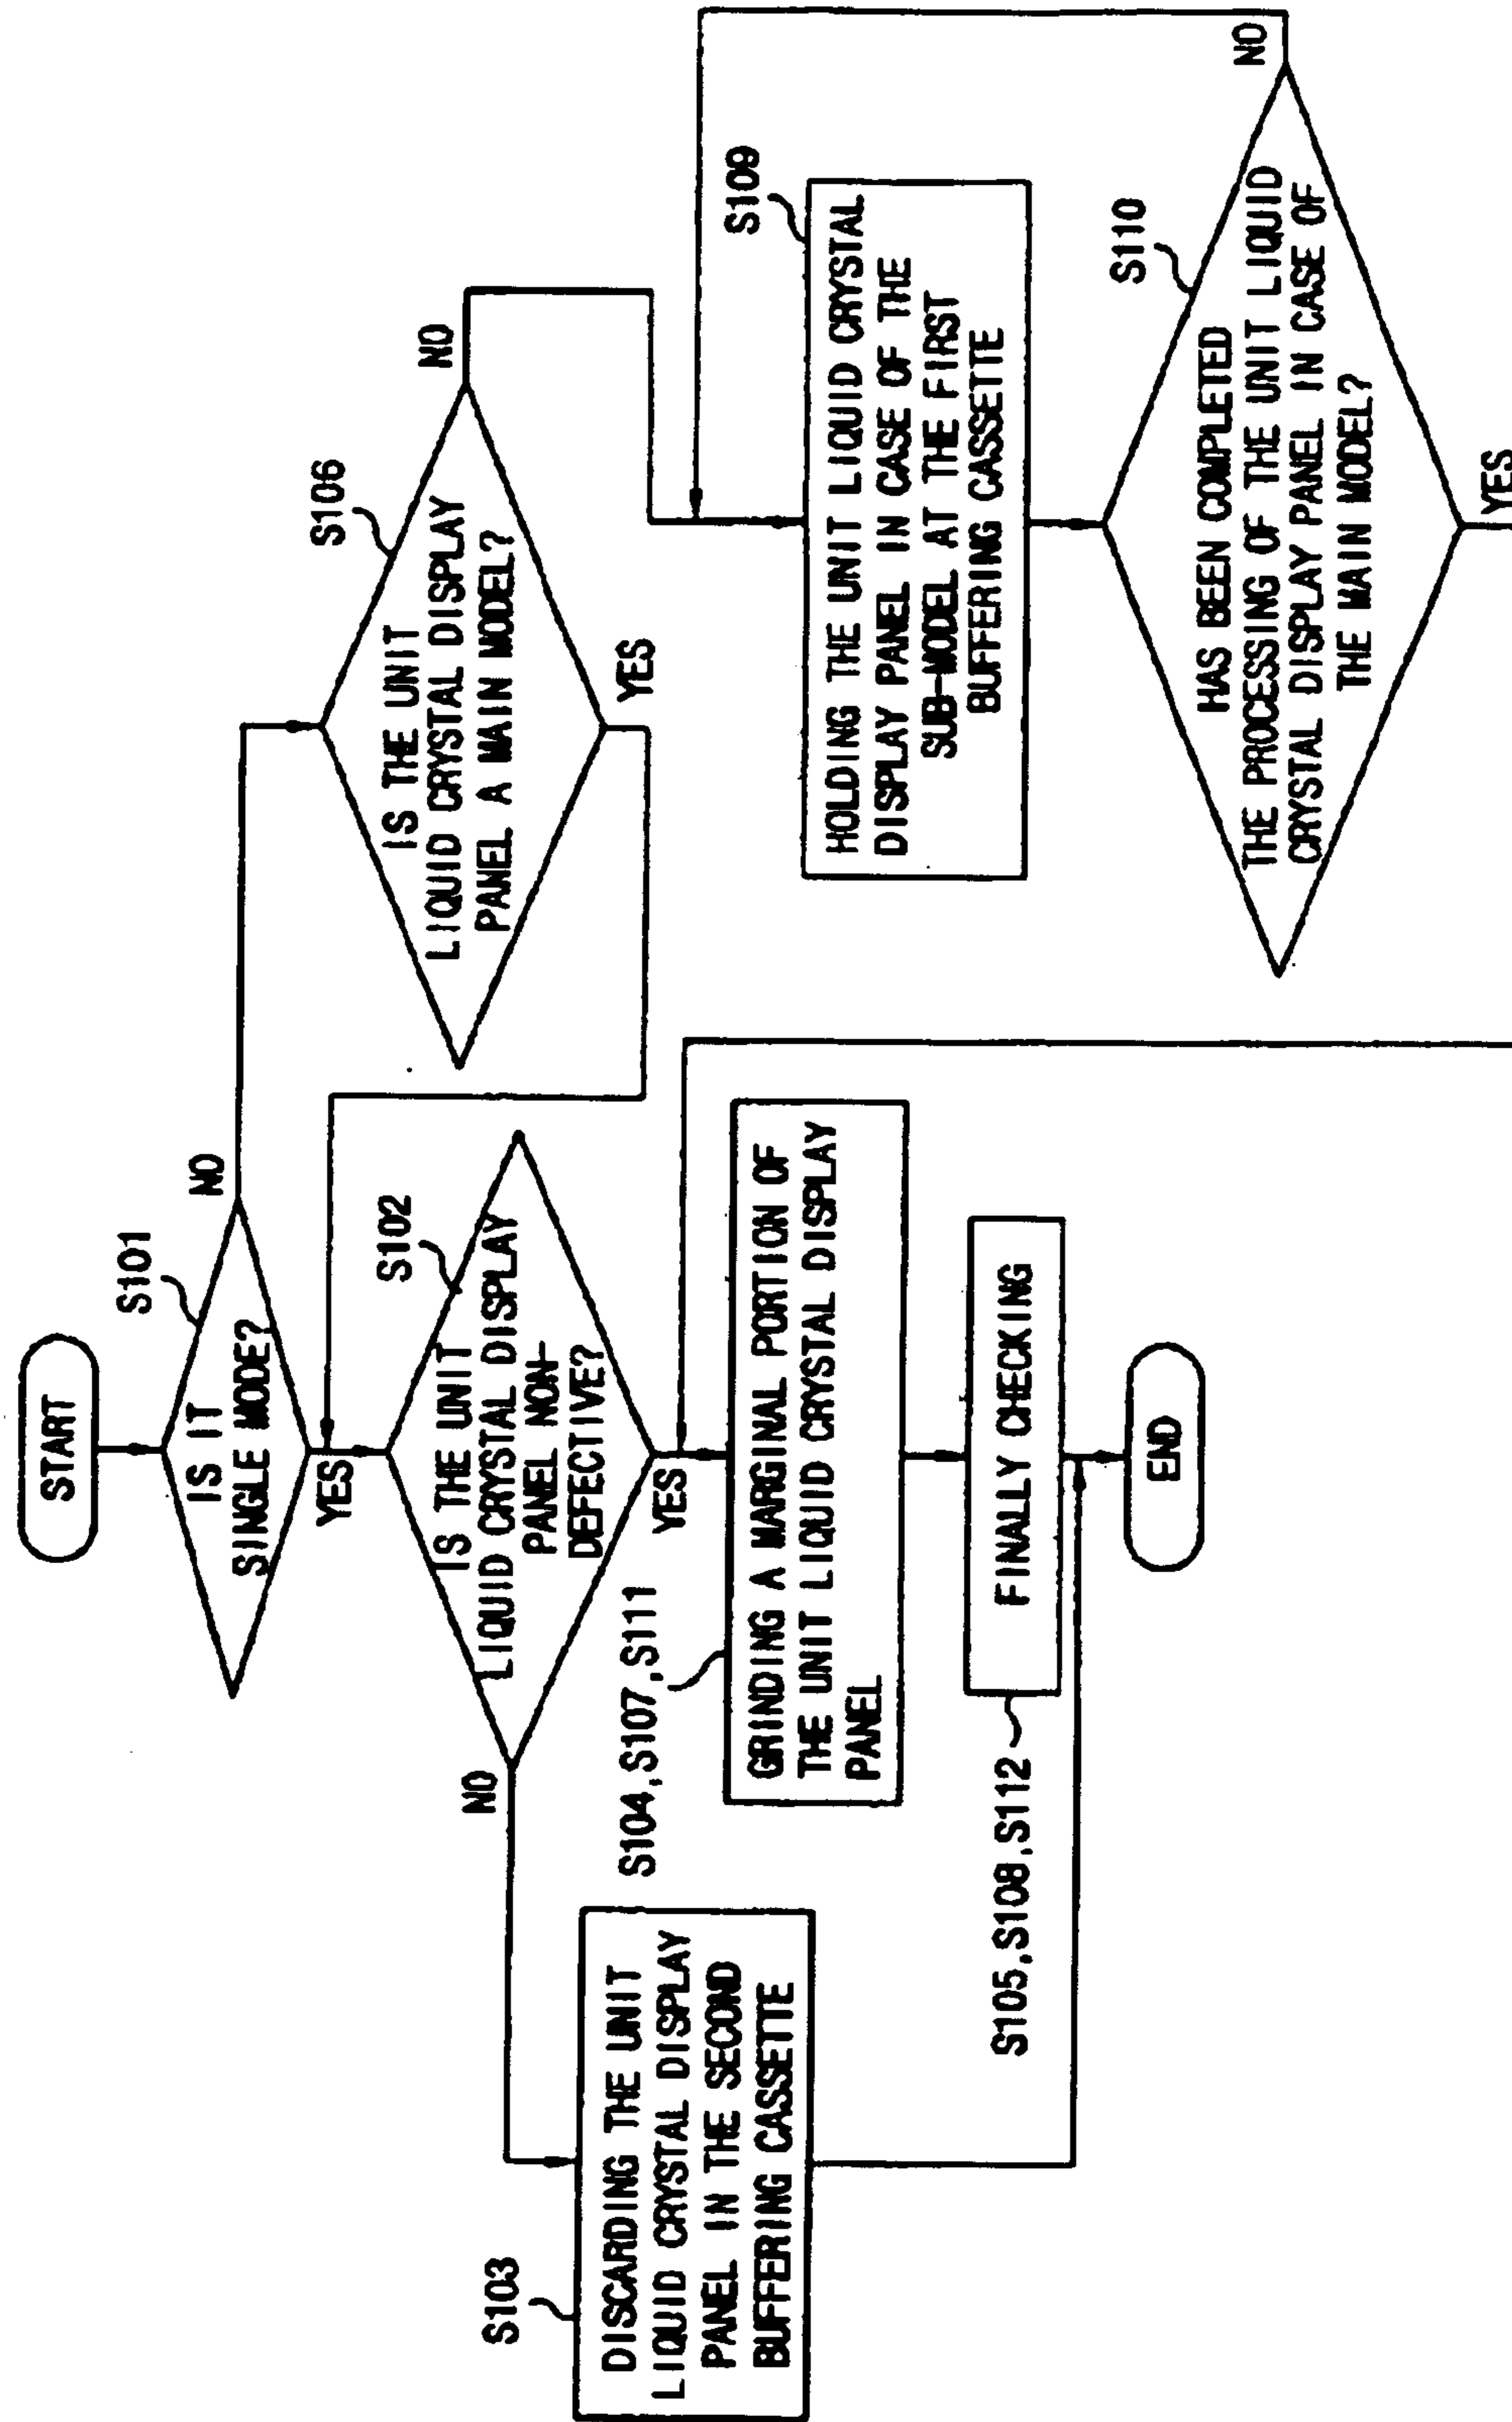 START
S101
IS IT
SINGLE MODE?
NO
YES
S102
IS THE UNIT
LIQUID CRYSTAL DISPLAY
PANEL NON-
DEFECTIVE?
NO
YES
S103
DISCARDING THE UNIT
LIQUID CRYSTAL DISPLAY
PANEL IN THE SECOND
BUFFERING CASSETTE
S104,S107,S111
GRINDING A MARGINAL PORTION OF
THE UNIT LIQUID CRYSTAL DISPLAY
PANEL
S105,S108,S112
FINALLY CHECKING
END
S106
IS THE UNIT
LIQUID CRYSTAL DISPLAY
PANEL A MAIN MODEL?
NO
YES
S109
HOLDING THE UNIT LIQUID CRYSTAL
DISPLAY PANEL IN CASE OF THE
SUB-MODEL AT THE FIRST
BUFFERING CASSETTE
S110
HAS BEEN COMPLETED
THE PROCESSING OF THE UNIT LIQUID
CRYSTAL DISPLAY PANEL IN CASE OF
THE MAIN MODEL?
NO
YES